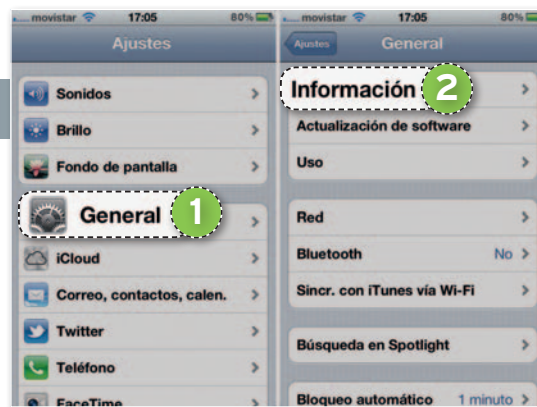 movistar 17:05 80%
Ajustes
Sonidos
Brillo
Fondo de pantalla
General 1
iCloud
Correo, contactos, calen.
Twitter
Teléfono
FaceTime
movistar 17:05 80%
Ajustes General
Información 2
Actualización de software
Uso
Red
Bluetooth No
Sincr. con iTunes vía Wi-Fi
Búsqueda en Spotlight
Bloqueo automático 1 minuto